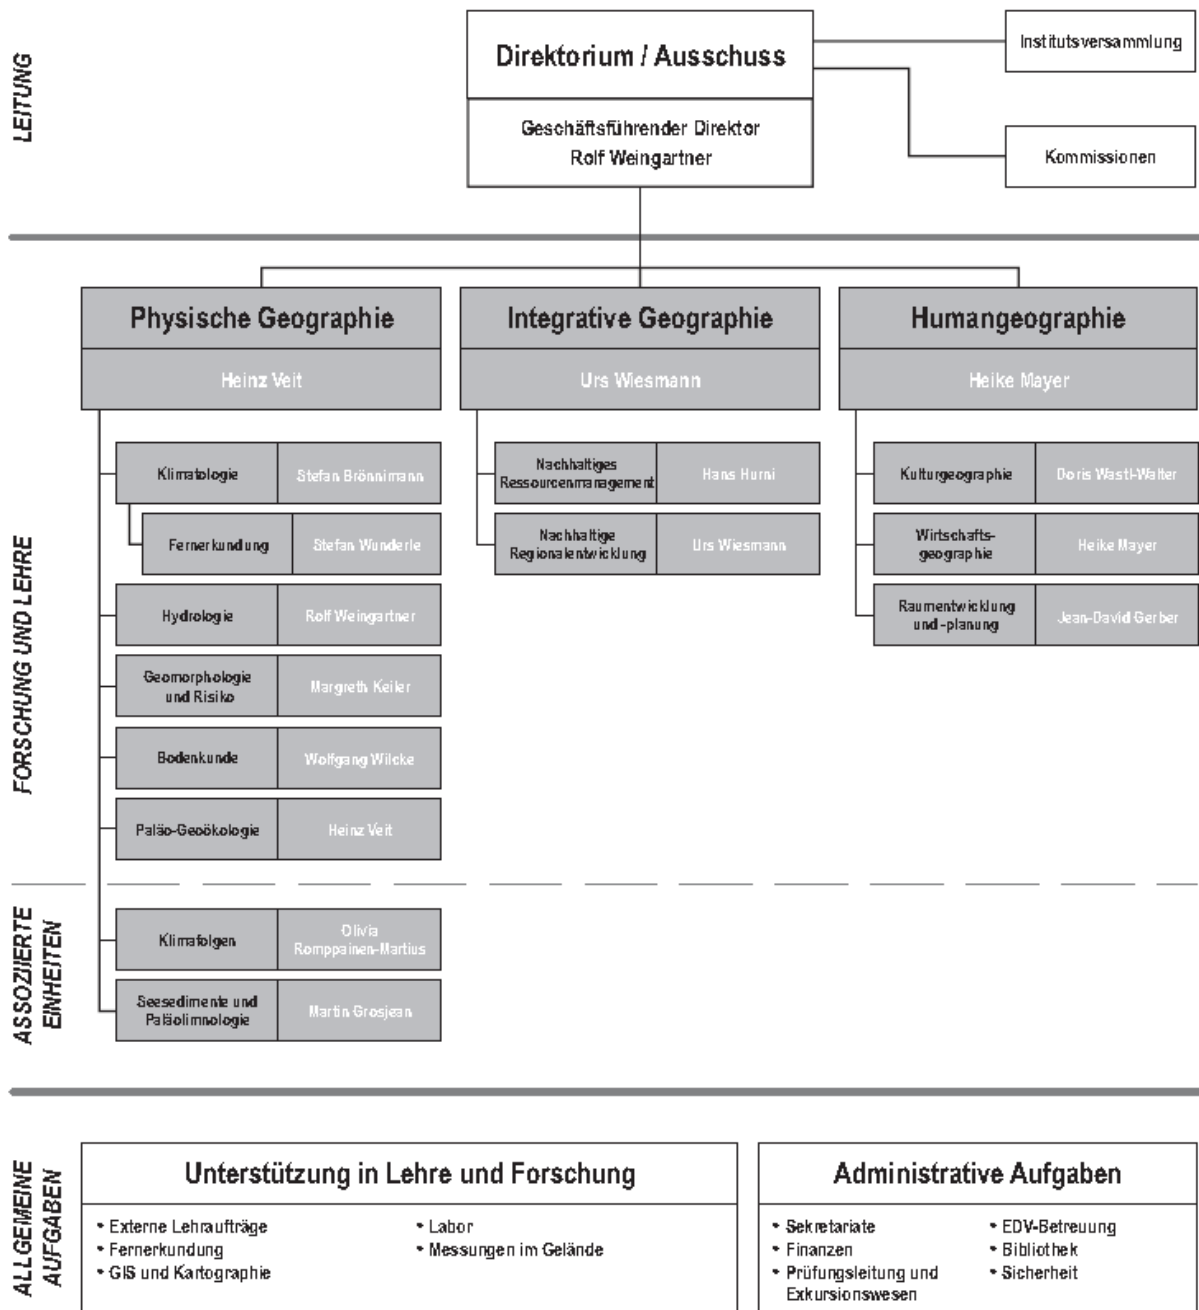 LEITUNG
Direktorium / Ausschuss
Geschäftsführender Direktor
Rolf Weingartner
Institutsversammlung
Kommissionen
FORSCHUNG UND LEHRE
Physische Geographie
Heinz Veit
Klimatologie
Stefan Brönnimann
Fernerkundung
Stefan Wunderle
Hydrologie
Rolf Weingartner
Geomorphologie
und Risiko
Margreth Keiler
Bodenkunde
Wolfgang Wilcke
Paläo-Geoökologie
Heinz Veit
Integrative Geographie
Urs Wiesmann
Nachhaltiges
Ressourcenmanagement
Hans Hurni
Nachhaltige
Regionalentwicklung
Urs Wiesmann
Humangeographie
Heike Mayer
Kulturgeographie
Doris Wastl-Walter
Wirtschafts-
geographie
Heike Mayer
Raumentwicklung
und -planung
Jean-David Gerber
ASSOZIIERTE
EINHEITEN
Klimafolgen
Olivia
Romppainen-Martius
Seesedimente und
Paläolimnologie
Martin Grosjean
ALLGEMEINE
AUFGABEN
Unterstützung in Lehre und Forschung
• Externe Lehraufträge
• Fernerkundung
• GIS und Kartographie
• Labor
• Messungen im Gelände
Administrative Aufgaben
• Sekretariate
• Finanzen
• Prüfungsleitung und
Exkursionswesen
• EDV-Betreuung
• Bibliothek
• Sicherheit